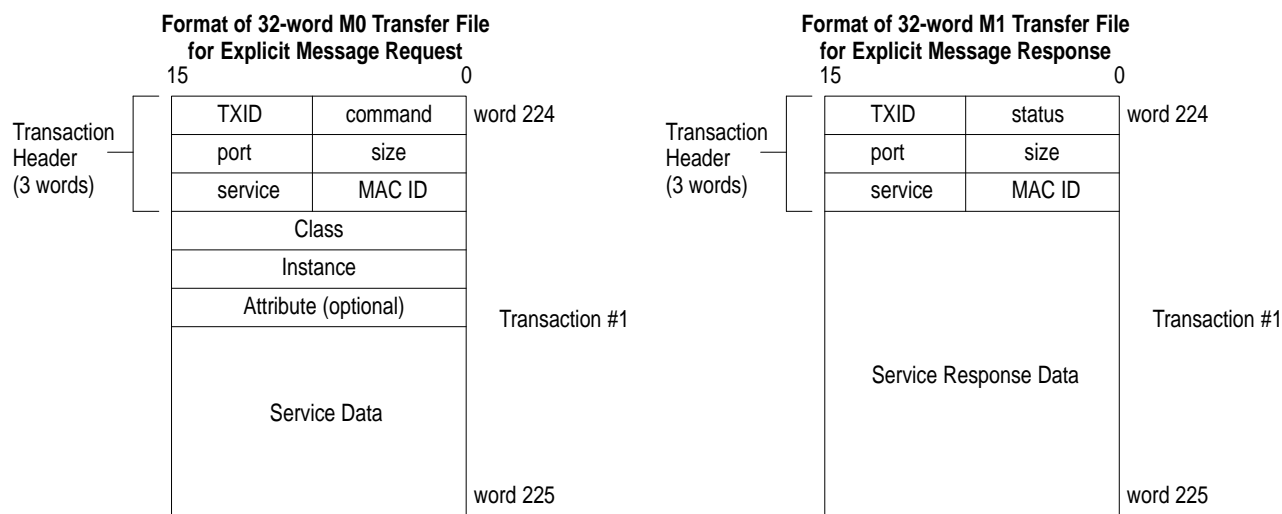 Format of 32-word M0 Transfer File
for Explicit Message Request
15 0
TXID command word 224
Transaction
Header
(3 words)
port size
service MAC ID
Class
Instance
Attribute (optional)
Transaction #1
Service Data
word 225
Format of 32-word M1 Transfer File
for Explicit Message Response
15 0
TXID status word 224
Transaction
Header
(3 words)
port size
service MAC ID
Transaction #1
Service Response Data
word 225